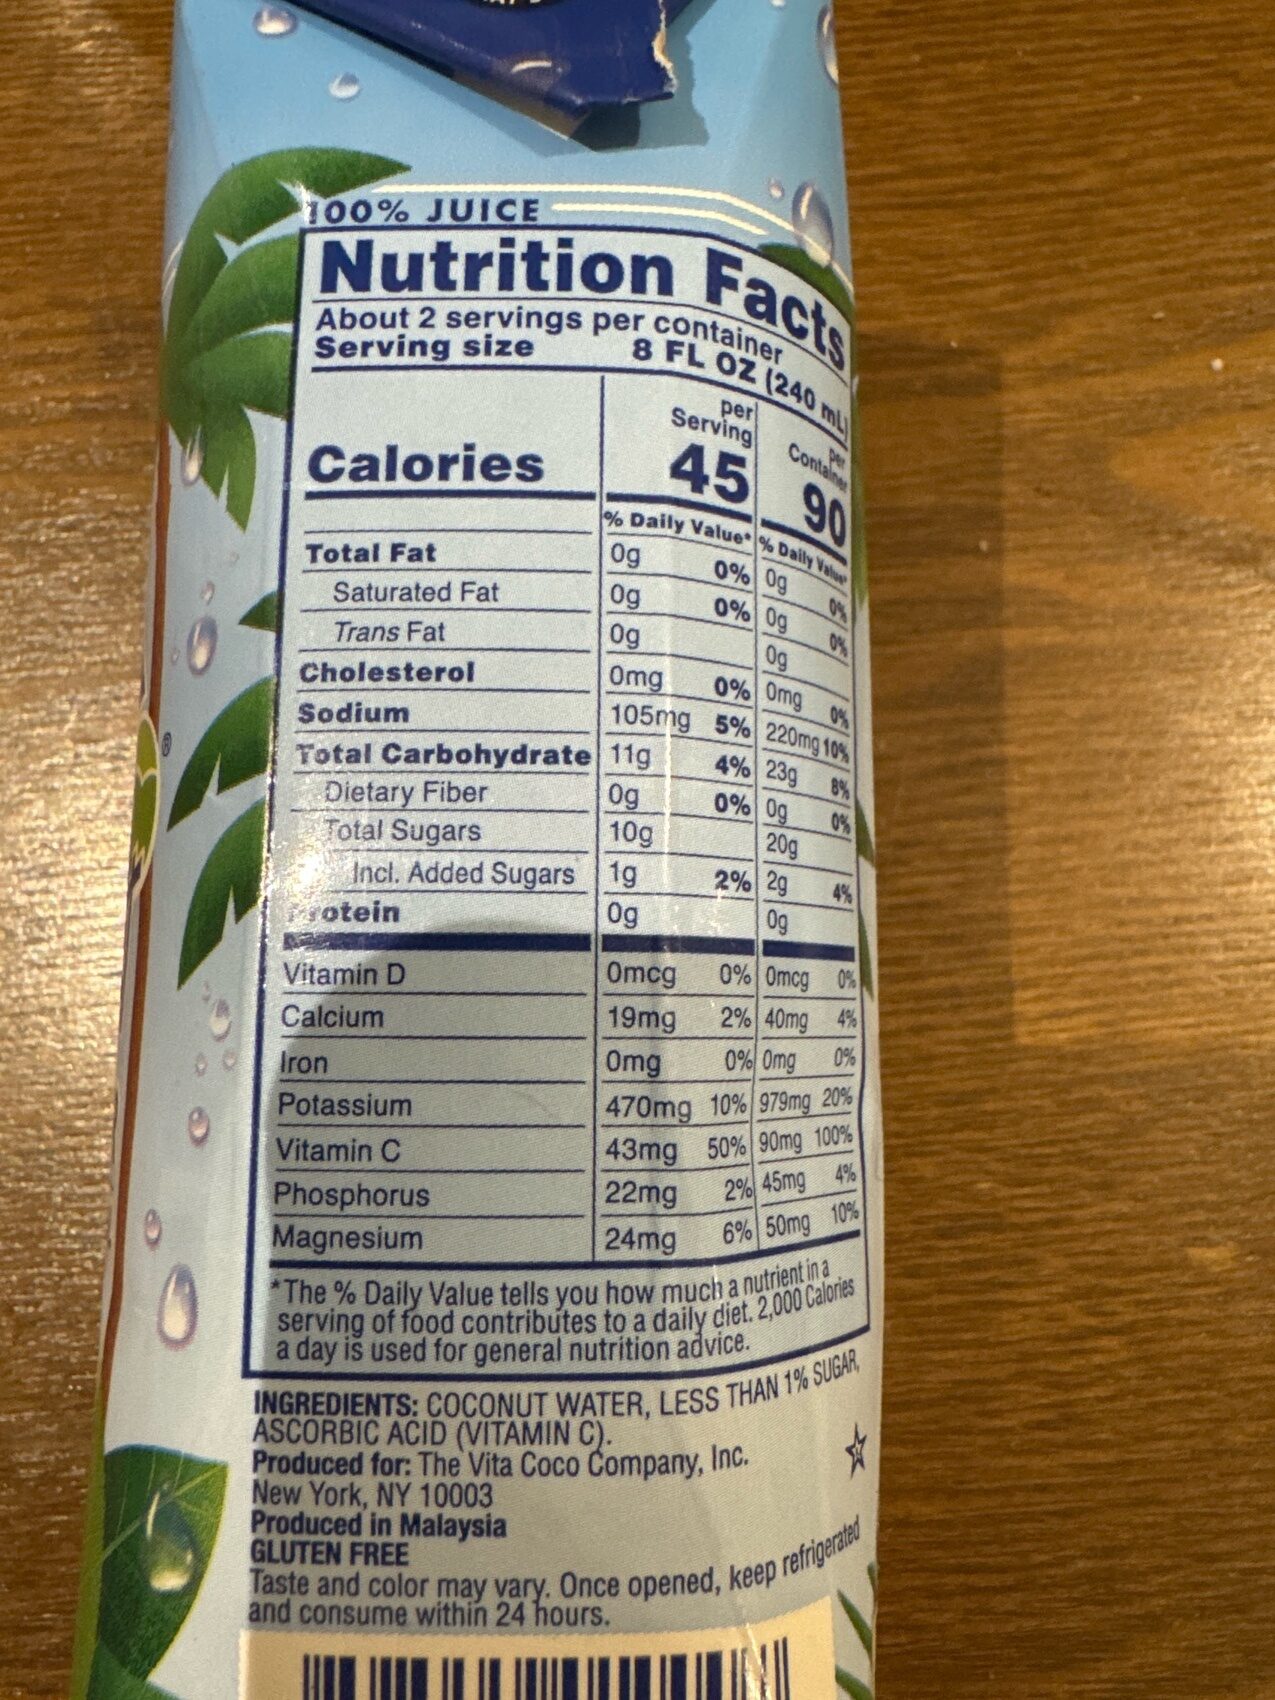 100% JUICE
Nutrition Facts
About 2 servings per container
Serving size 8 FL OZ (240 mL)
per Serving per Container
Calories 45 90
% Daily Value* % Daily Value*
Total Fat 0g 0% 0g 0%
Saturated Fat 0g 0% 0g 0%
Trans Fat 0g 0g
Cholesterol 0mg 0% 0mg 0%
Sodium 105mg 5% 220mg 10%
Total Carbohydrate 11g 4% 23g 8%
Dietary Fiber 0g 0% 0g 0%
Total Sugars 10g 20g
Incl. Added Sugars 1g 2% 2g 4%
Protein 0g 0g
Vitamin D 0mcg 0% 0mcg 0%
Calcium 19mg 2% 40mg 4%
Iron 0mg 0% 0mg 0%
Potassium 470mg 10% 979mg 20%
Vitamin C 43mg 50% 90mg 100%
Phosphorus 22mg 2% 45mg 4%
Magnesium 24mg 6% 50mg 10%
*The % Daily Value tells you how much a nutrient in a
serving of food contributes to a daily diet. 2,000 Calories
a day is used for general nutrition advice.
INGREDIENTS: COCONUT WATER, LESS THAN 1% SUGAR,
ASCORBIC ACID (VITAMIN C).
Produced for: The Vita Coco Company, Inc.
New York, NY 10003
Produced in Malaysia
GLUTEN FREE
Taste and color may vary. Once opened, keep refrigerated
and consume within 24 hours.
®